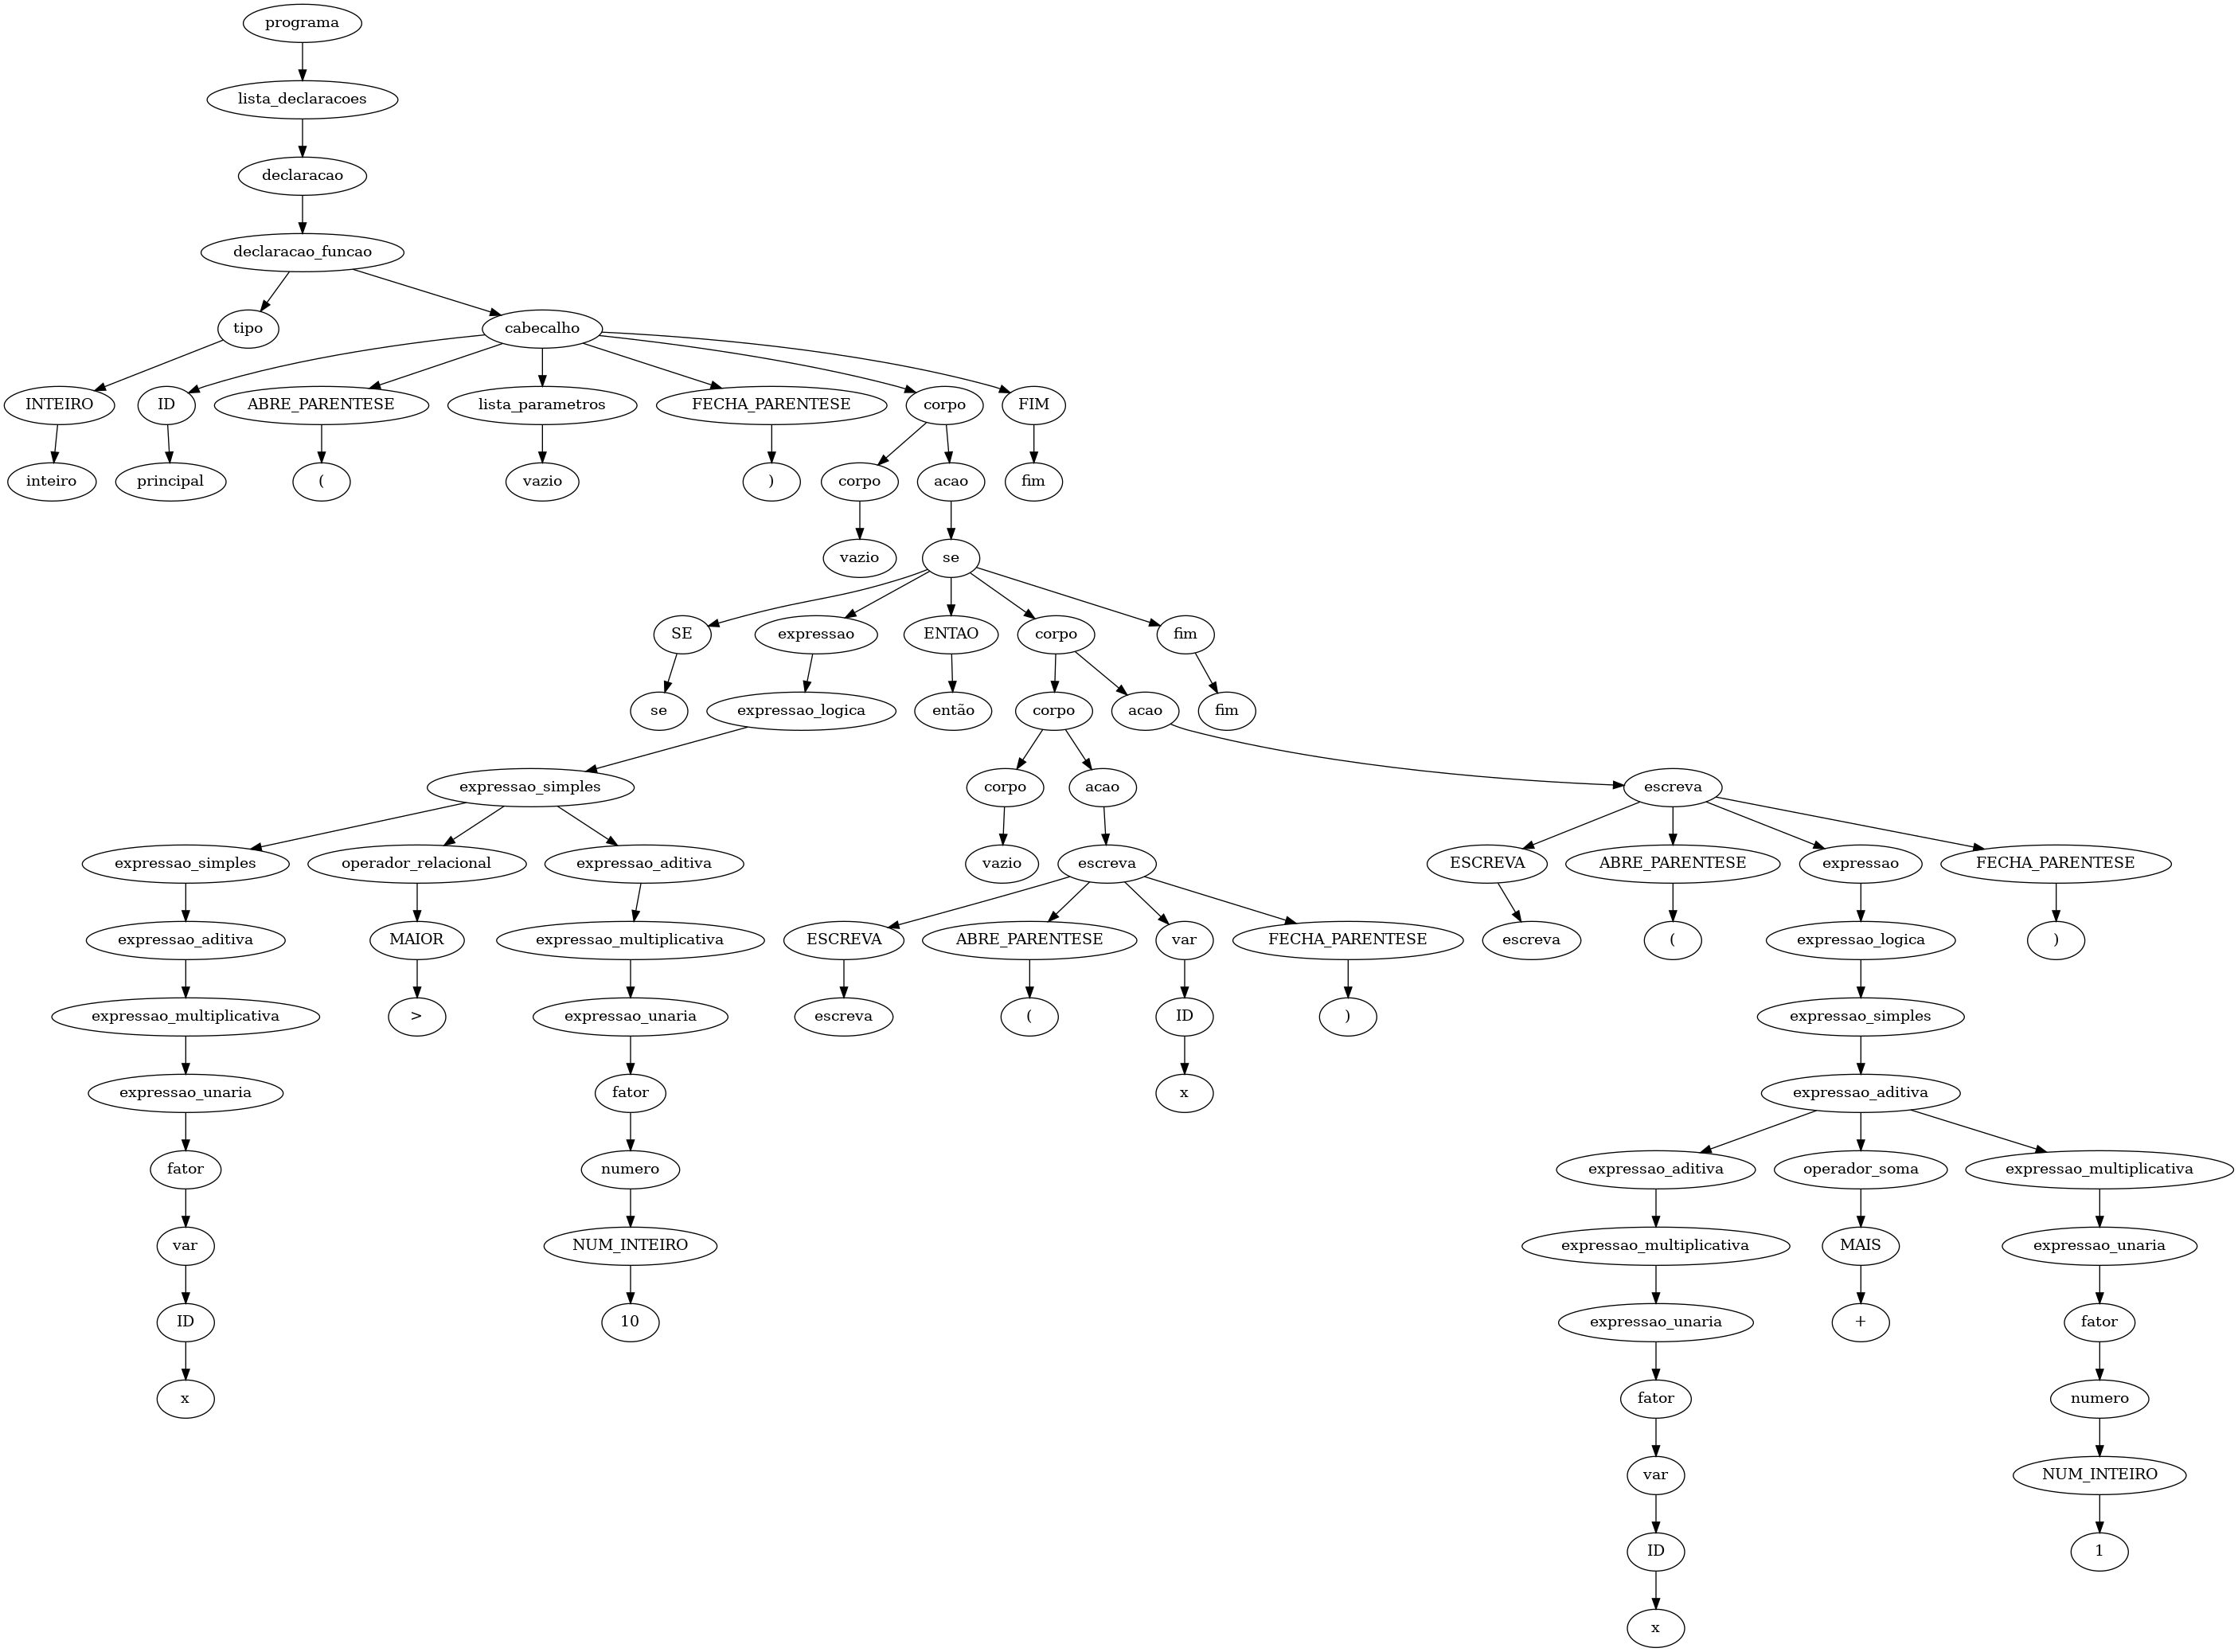 programa
lista_declaracoes
declaracao
declaracao_funcao
tipo cabecalho
INTEIRO ID ABRE_PARENTESE lista_parametros FECHA_PARENTESE corpo FIM
inteiro principal ( vazio ) corpo acao fim
vazio se
SE expressao ENTAO corpo fim
se expressao_logica então corpo acao fim
expressao_simples corpo acao escreva
expressao_simples operador_relacional expressao_aditiva vazio escreva ESCREVA ABRE_PARENTESE expressao FECHA_PARENTESE
expressao_aditiva MAIOR expressao_multiplicativa ESCREVA ABRE_PARENTESE var FECHA_PARENTESE escreva ( expressao_logica )
expressao_multiplicativa > expressao_unaria escreva ( ID ) expressao_simples
expressao_unaria fator x expressao_aditiva
fator numero expressao_aditiva operador_soma expressao_multiplicativa
var NUM_INTEIRO expressao_multiplicativa MAIS expressao_unaria
ID 10 expressao_unaria + fator
x fator numero
var NUM_INTEIRO
ID 1
x